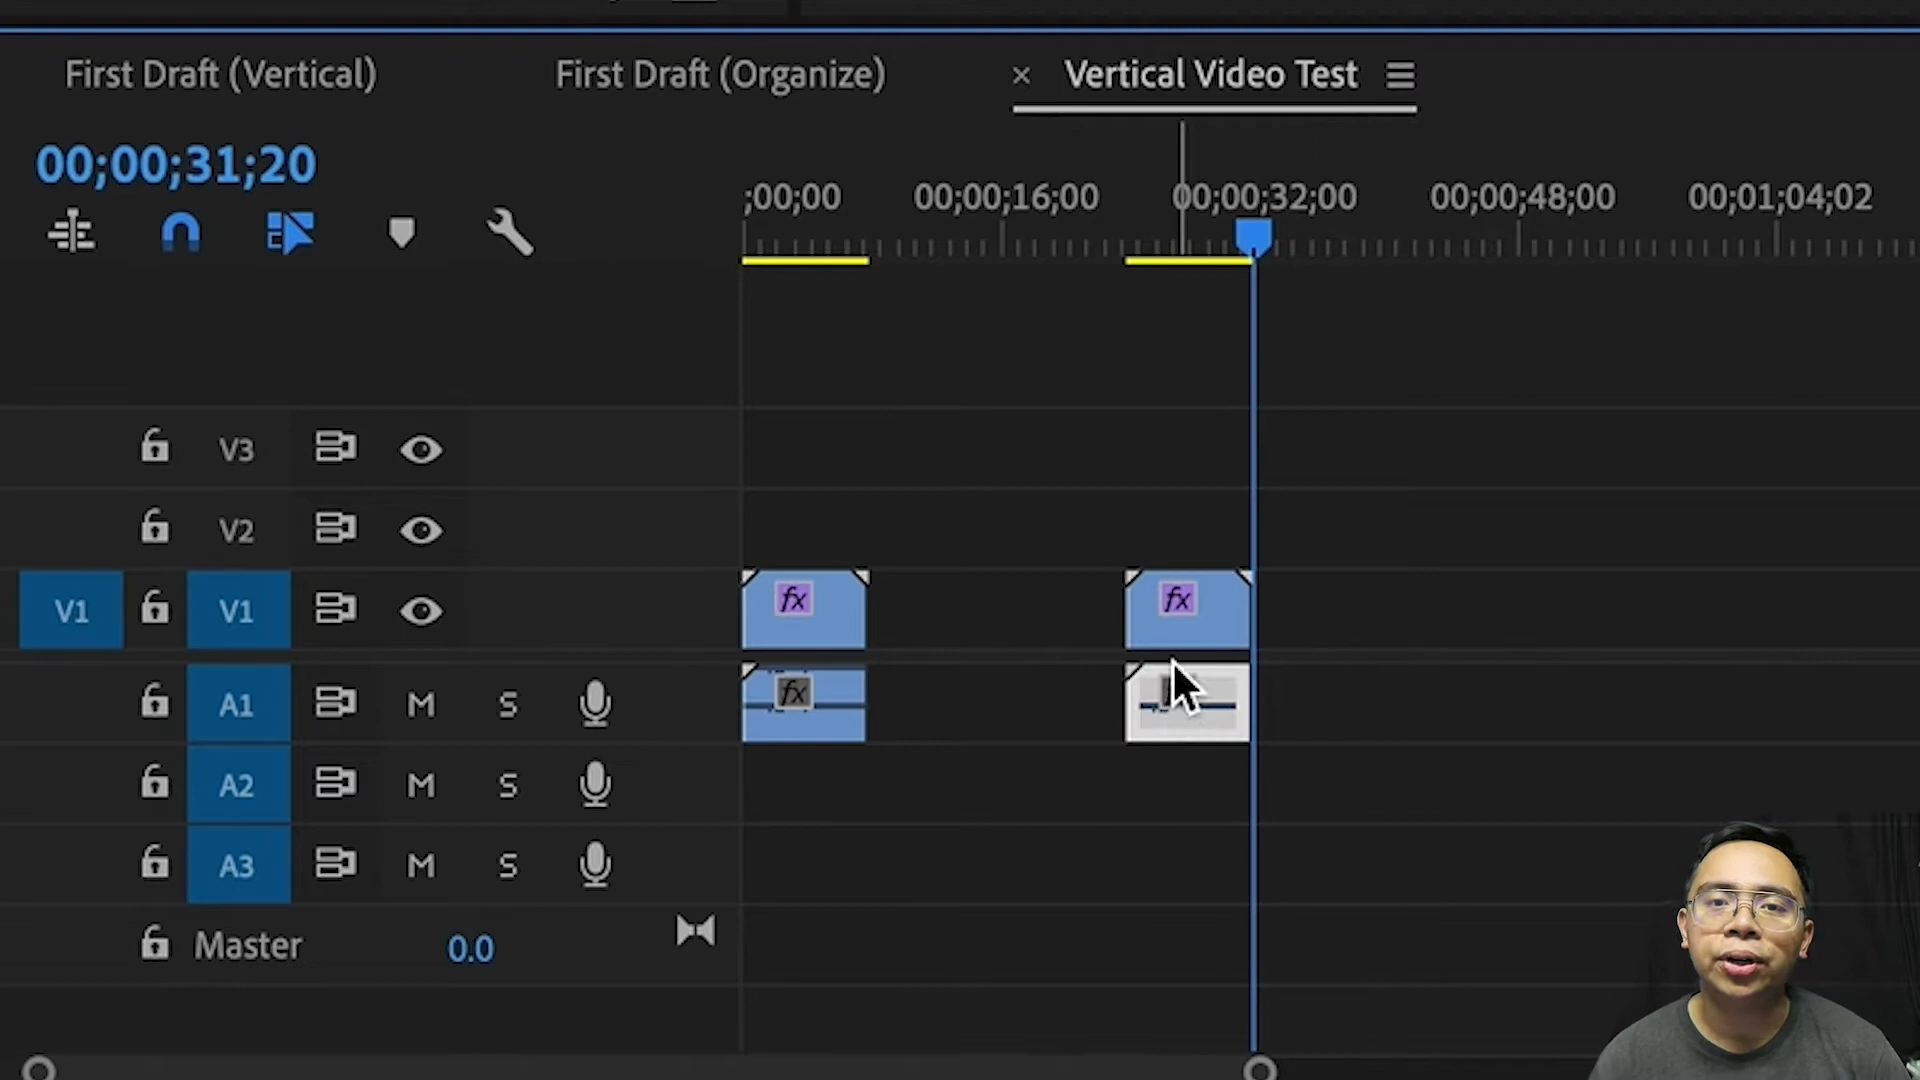 First Draft (Vertical) First Draft (Organize) × Vertical Video Test
00;00;31;20
;00;00 00;00;16;00 00;00;32;00 00;00;48;00 00;01;04;02
V3
V2
V1 V1 fx fx
A1 M S fx
A2 M S
A3 M S
Master 0.0